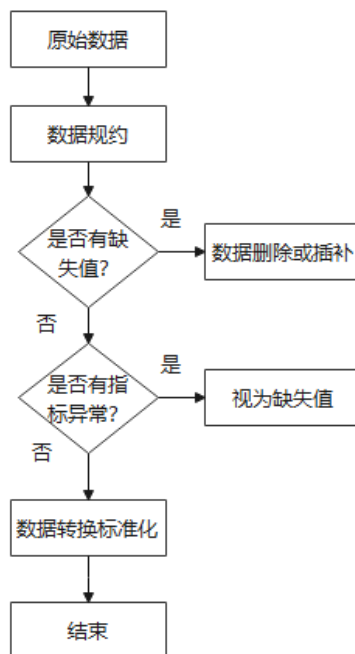 原始数据
数据规约
是否有缺
失值？
是
数据删除或插补
否
是否有指
标异常？
是
视为缺失值
否
数据转换标准化
结束